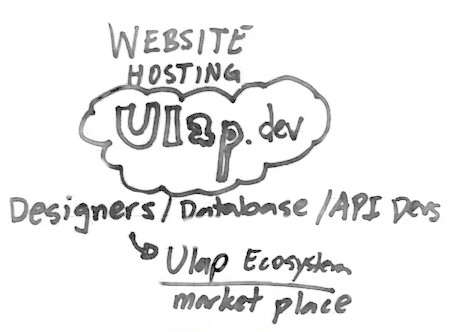 WEBSITE
HOSTING
Ulap.dev
Designers/Database/API Devs
Ulap Ecosystem
market place